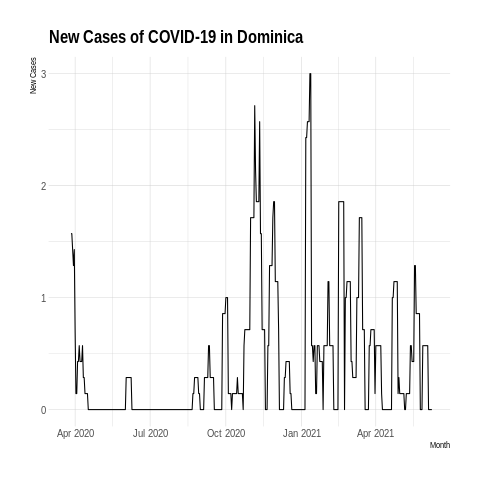 New Cases of COVID-19 in Dominica
New Cases
3
2
1
0
Apr 2020 Jul 2020 Oct 2020 Jan 2021 Apr 2021
Month